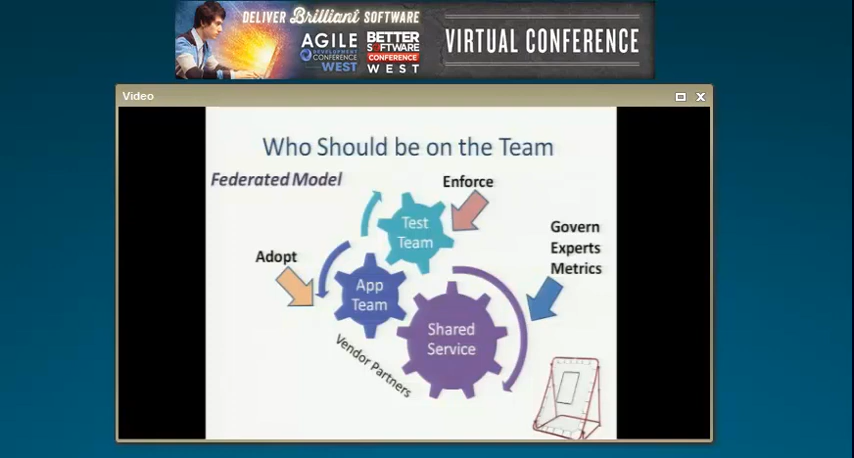 DELIVER Brilliant SOFTWARE
AGILE
DEVELOPMENT
CONFERENCE
WEST
BETTER
SOFTWARE
CONFERENCE
WEST
VIRTUAL CONFERENCE
Video
Who Should be on the Team
Federated Model
Enforce
Test
Team
Govern
Experts
Metrics
Adopt
App
Team
Shared
Service
Vendor Partners